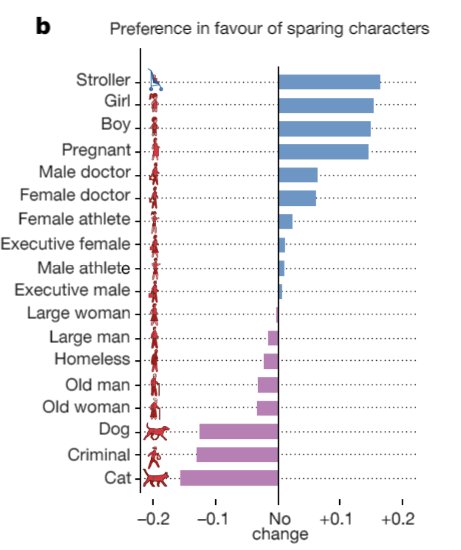 b Preference in favour of sparing characters
Stroller
Girl
Boy
Pregnant
Male doctor
Female doctor
Female athlete
Executive female
Male athlete
Executive male
Large woman
Large man
Homeless
Old man
Old woman
Dog
Criminal
Cat
–0.2 –0.1 No +0.1 +0.2
change